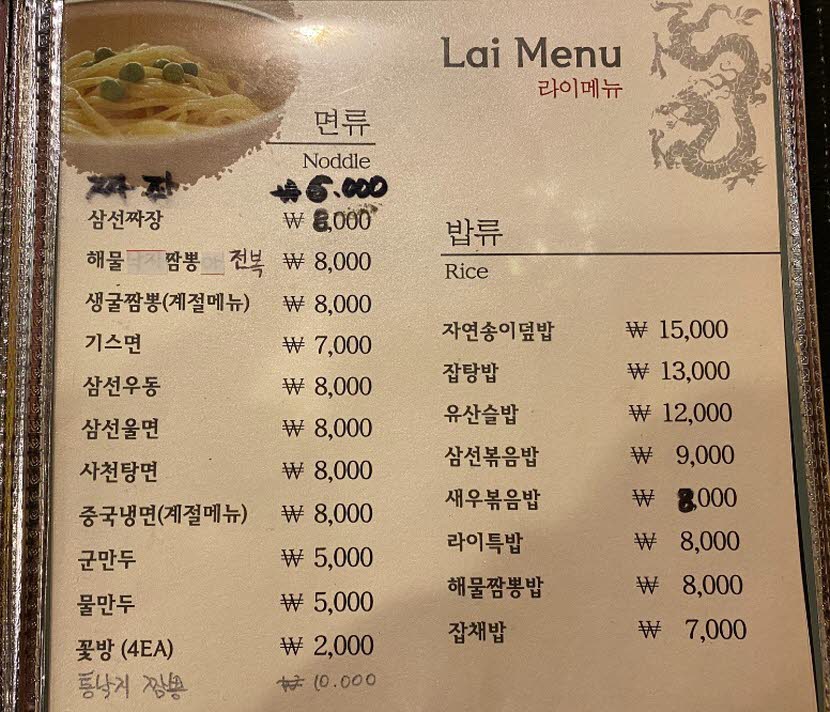 Lai Menu
라이메뉴
면류
Noddle
짜장 ₩ 6.000
삼선짜장 ₩ 8,000
해물 짬뽕 전복 ₩ 8,000
생굴짬뽕(계절메뉴) ₩ 8,000
기스면 ₩ 7,000
삼선우동 ₩ 8,000
삼선울면 ₩ 8,000
사천탕면 ₩ 8,000
중국냉면(계절메뉴) ₩ 8,000
군만두 ₩ 5,000
물만두 ₩ 5,000
꽃방 (4EA) ₩ 2,000
통낙지 짬뽕 ₩ 10.000
밥류
Rice
자연송이덮밥 ₩ 15,000
잡탕밥 ₩ 13,000
유산슬밥 ₩ 12,000
삼선볶음밥 ₩ 9,000
새우볶음밥 ₩ 8,000
라이특밥 ₩ 8,000
해물짬뽕밥 ₩ 8,000
잡채밥 ₩ 7,000